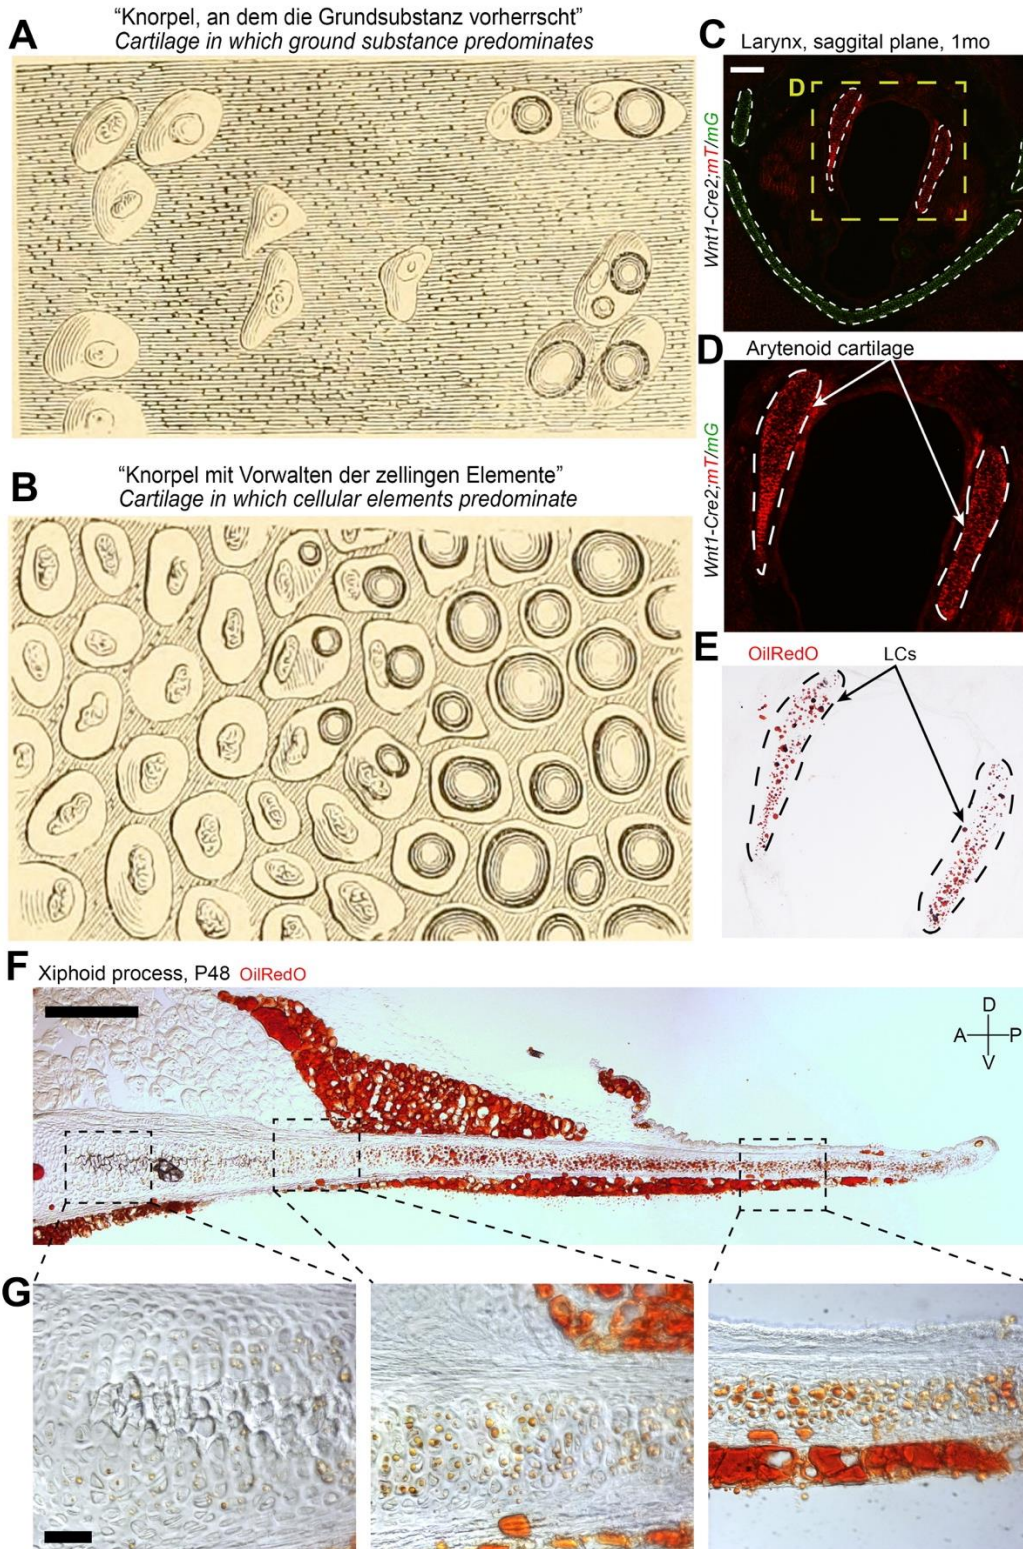 A
“Knorpel, an dem die Grundsubstanz vorherrscht”
Cartilage in which ground substance predominates
B
“Knorpel mit Vorwalten der zellingen Elemente”
Cartilage in which cellular elements predominate
C
Larynx, saggital plane, 1mo
Wnt1-Cre2;mT/mG
D
D
Arytenoid cartilage
Wnt1-Cre2;mT/mG
E
OilRedO
LCs
F
Xiphoid process, P48 OilRedO
D
A P
V
G